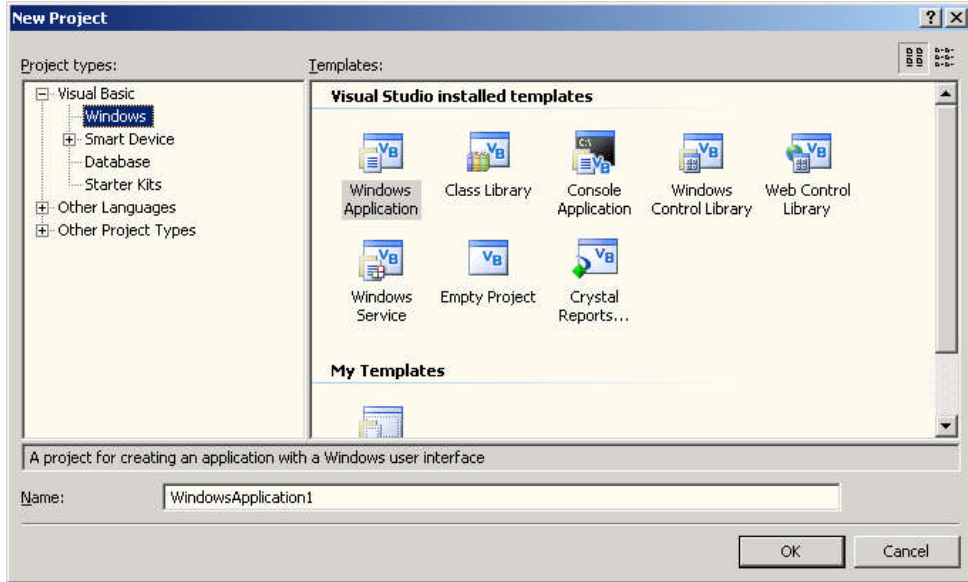 New Project
Project types:
Templates:
Visual Basic
Windows
Smart Device
Database
Starter Kits
Other Languages
Other Project Types
Visual Studio installed templates
Windows
Application
Class Library
Console
Application
Windows
Control Library
Web Control
Library
Windows
Service
Empty Project
Crystal
Reports...
My Templates
A project for creating an application with a Windows user interface
Name:
WindowsApplication1
OK
Cancel